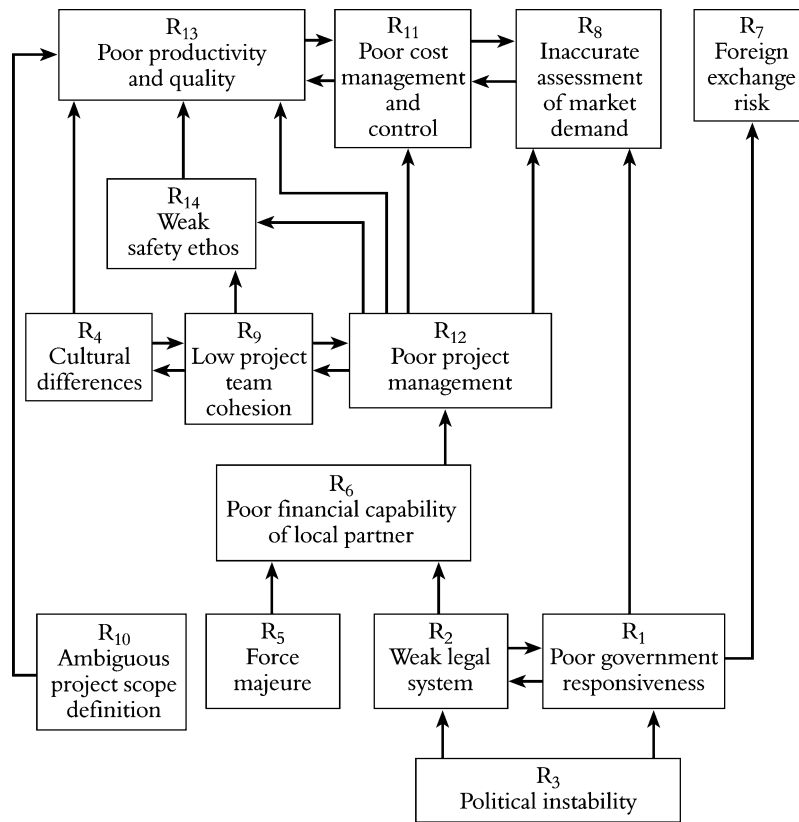 R13
Poor productivity
and quality
R11
Poor cost
management
and
control
R8
Inaccurate
assessment
of market
demand
R7
Foreign
exchange
risk
R14
Weak
safety ethos
R4
Cultural
differences
R9
Low project
team
cohesion
R12
Poor project
management
R6
Poor financial capability
of local partner
R10
Ambiguous
project scope
definition
R5
Force
majeure
R2
Weak legal
system
R1
Poor government
responsiveness
R3
Political instability